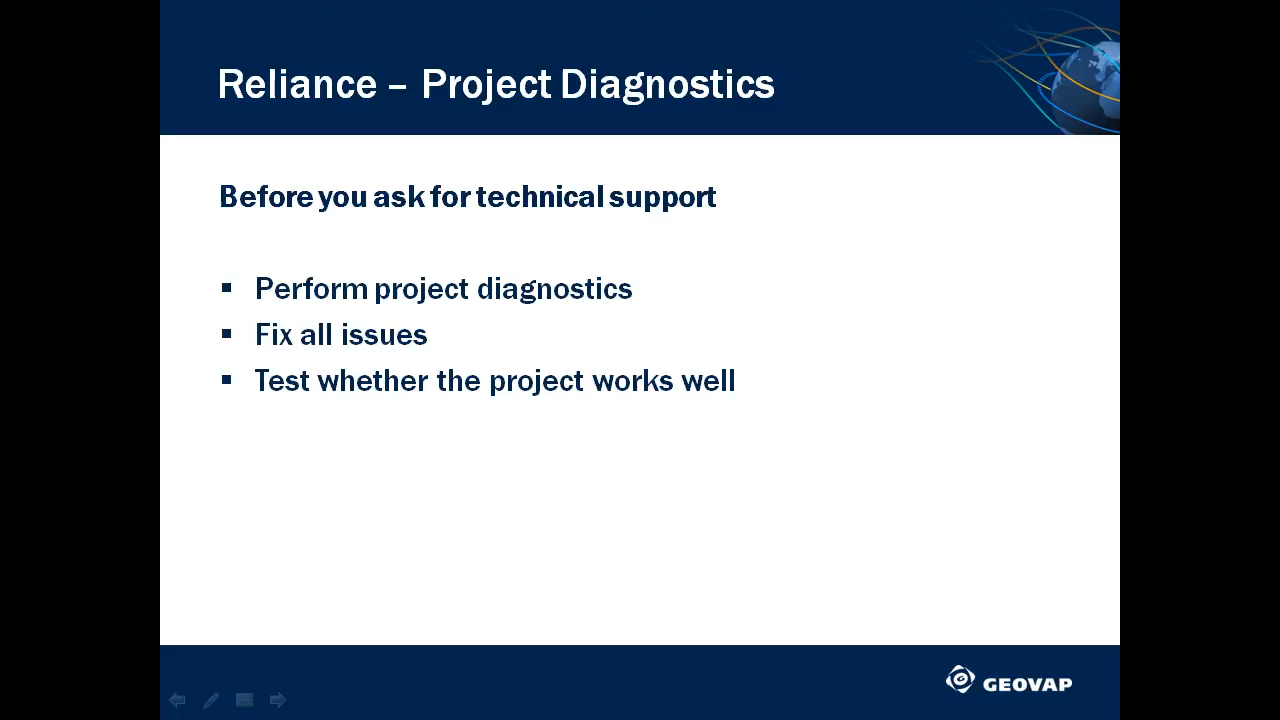 Reliance – Project Diagnostics
Before you ask for technical support
▪ Perform project diagnostics
▪ Fix all issues
▪ Test whether the project works well
GEOVAP